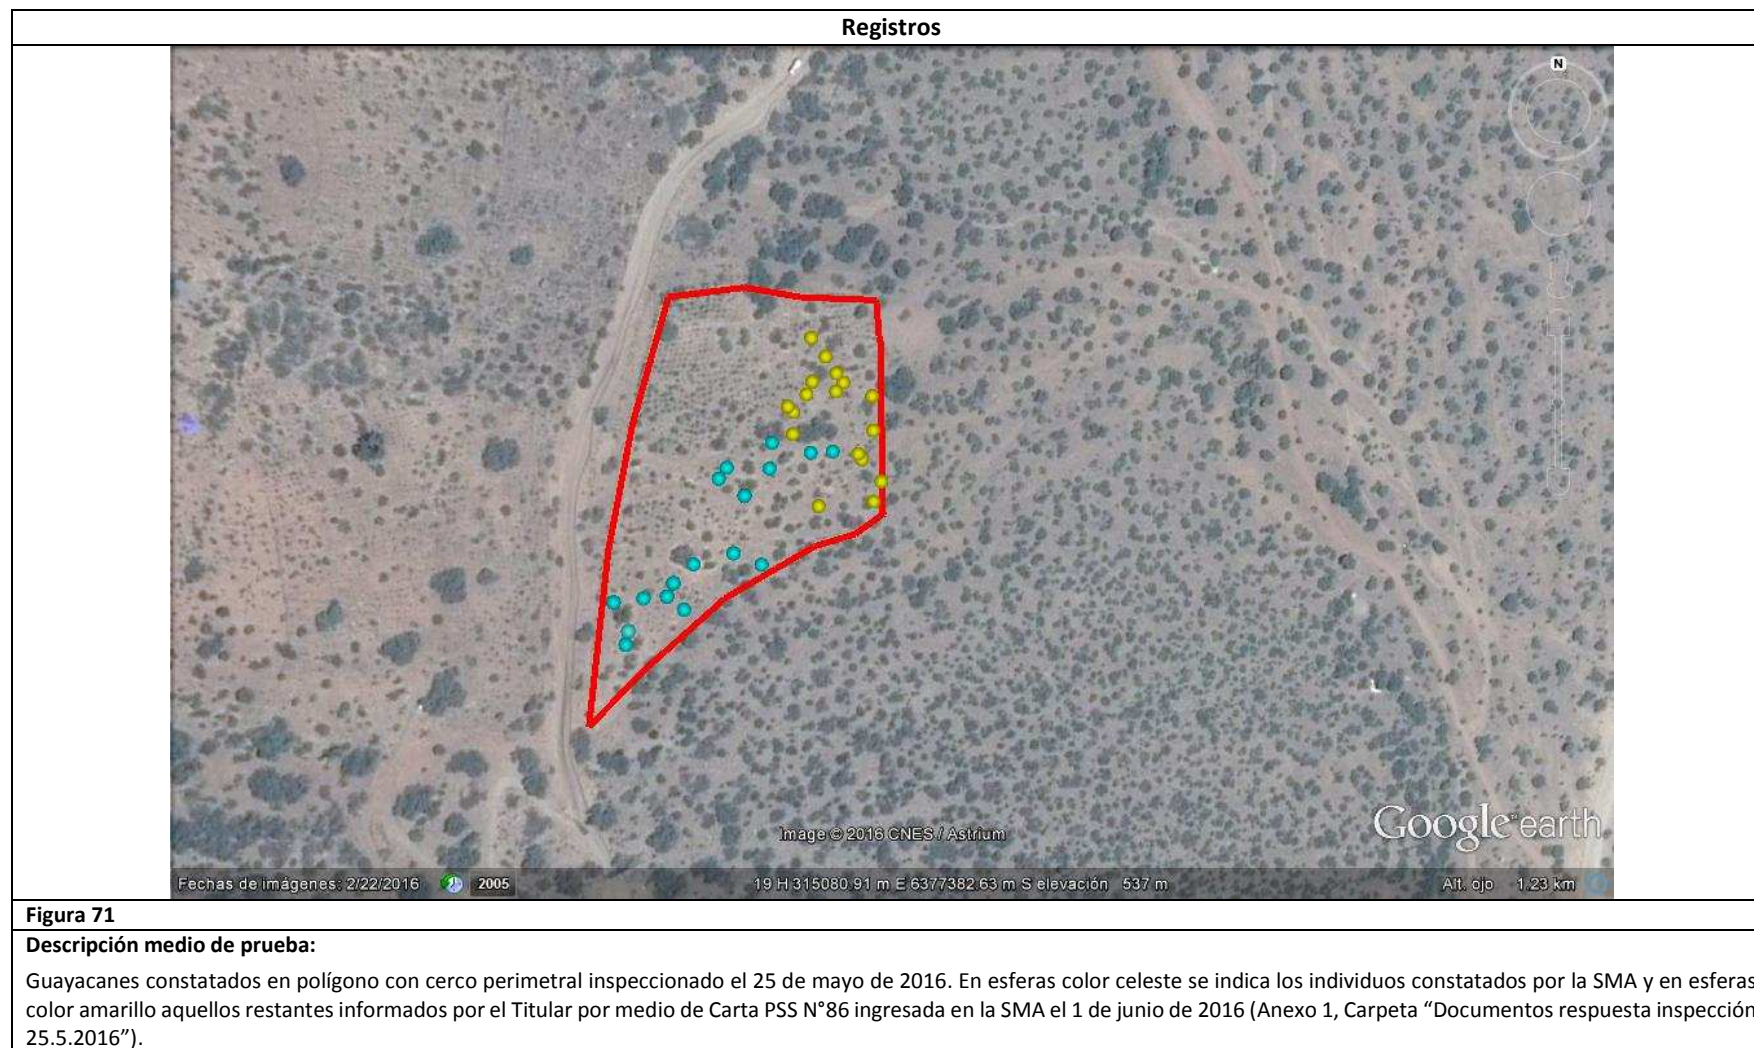 Registros
N
Image © 2016 CNES / Astrium
Google earth
Fechas de imágenes: 2/22/2016 2005 19 H 315080.91 m E 6377382.63 m S elevación 537 m Alt. ojo 1.23 km
Figura 71
Descripción medio de prueba:
Guayacanes constatados en polígono con cerco perimetral inspeccionado el 25 de mayo de 2016. En esferas color celeste se indica los individuos constatados por la SMA y en esferas
color amarillo aquellos restantes informados por el Titular por medio de Carta PSS N°86 ingresada en la SMA el 1 de junio de 2016 (Anexo 1, Carpeta “Documentos respuesta inspección
25.5.2016”).